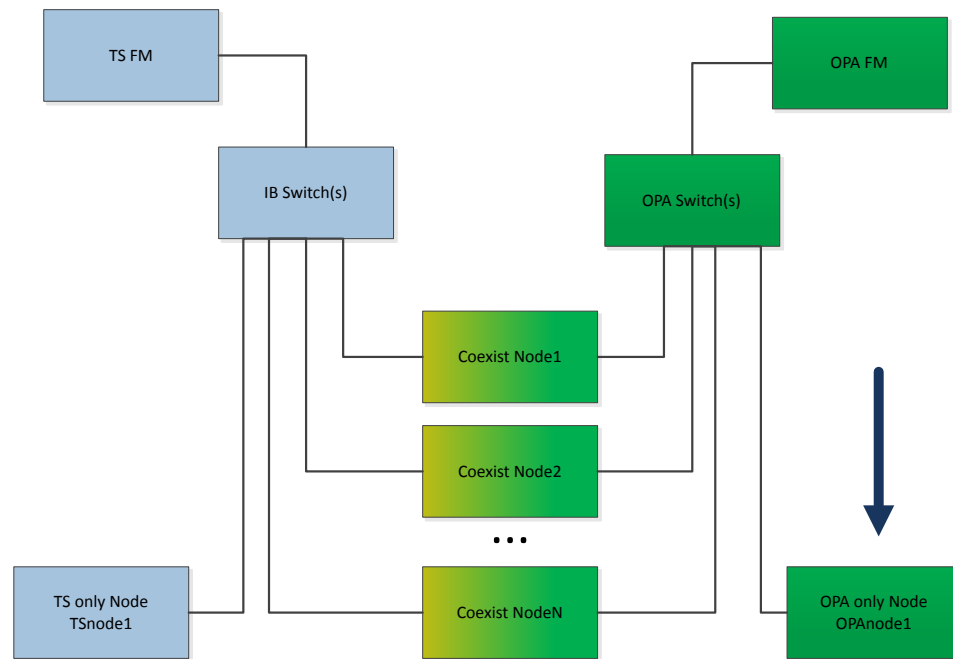 TS FM
OPA FM
IB Switch(s)
OPA Switch(s)
Coexist Node1
Coexist Node2
...
Coexist NodeN
TS only Node
TSnode1
OPA only Node
OPAnode1